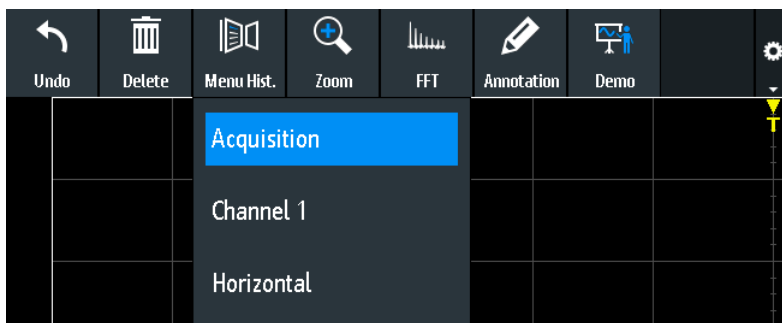 Undo Delete Menu Hist. Zoom FFT Annotation Demo
T
Acquisition
Channel 1
Horizontal